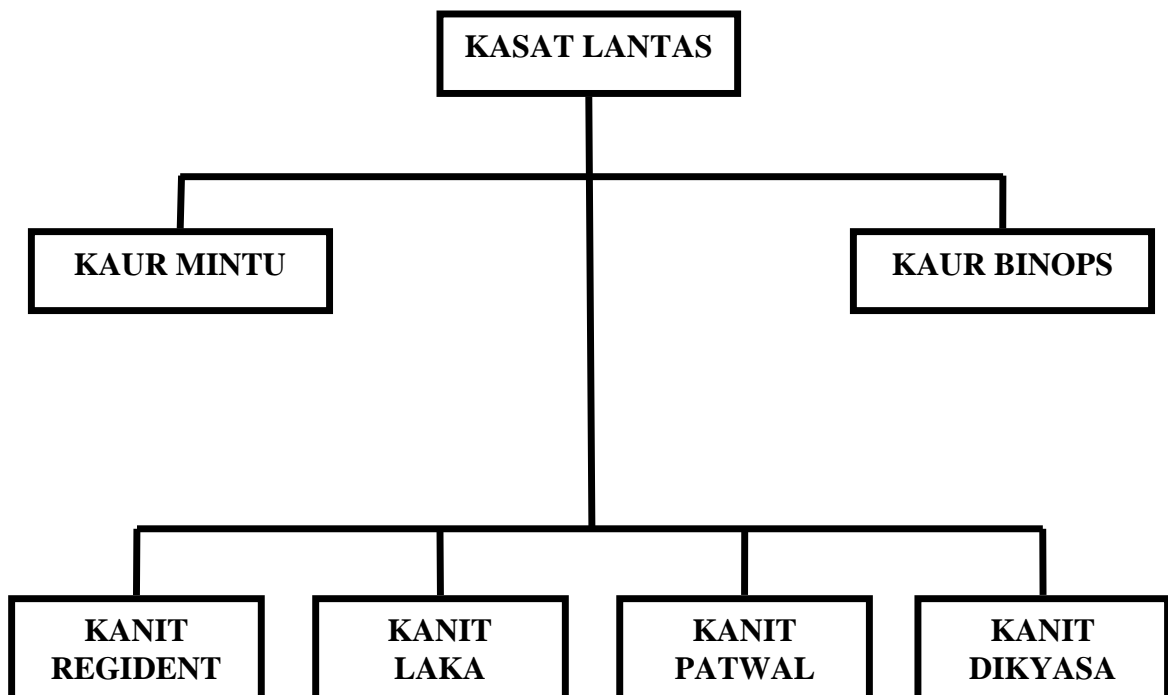 KASAT LANTAS
KAUR MINTU
KAUR BINOPS
KANIT
REGIDENT
KANIT
LAKA
KANIT
PATWAL
KANIT
DIKYASA